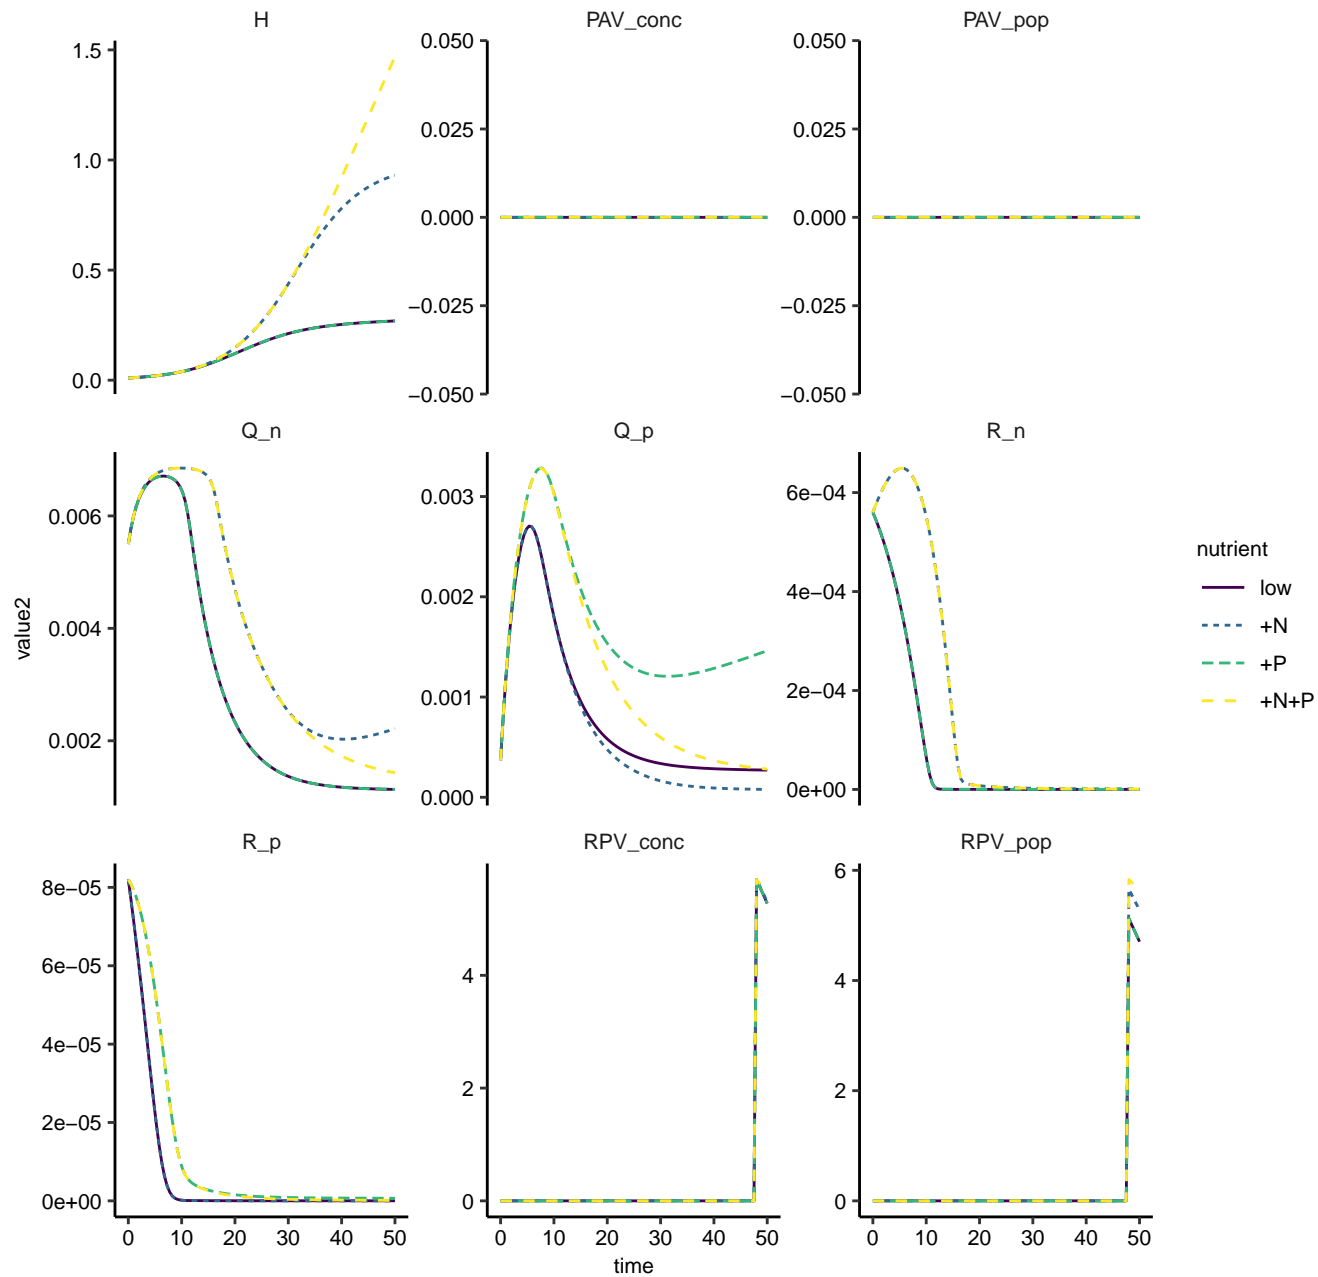 H
PAV_conc
PAV_pop
1.5
1.0
0.5
0.0
0.050
0.025
0.000
−0.025
−0.050
0.050
0.025
0.000
−0.025
−0.050
Q_n
Q_p
R_n
0.006
0.004
0.002
0.003
0.002
0.001
0.000
6e−04
4e−04
2e−04
0e+00
value2
nutrient
low
+N
+P
+N+P
R_p
RPV_conc
RPV_pop
8e−05
6e−05
4e−05
2e−05
0e+00
4
2
0
6
4
2
0
0 10 20 30 40 50
0 10 20 30 40 50
0 10 20 30 40 50
time